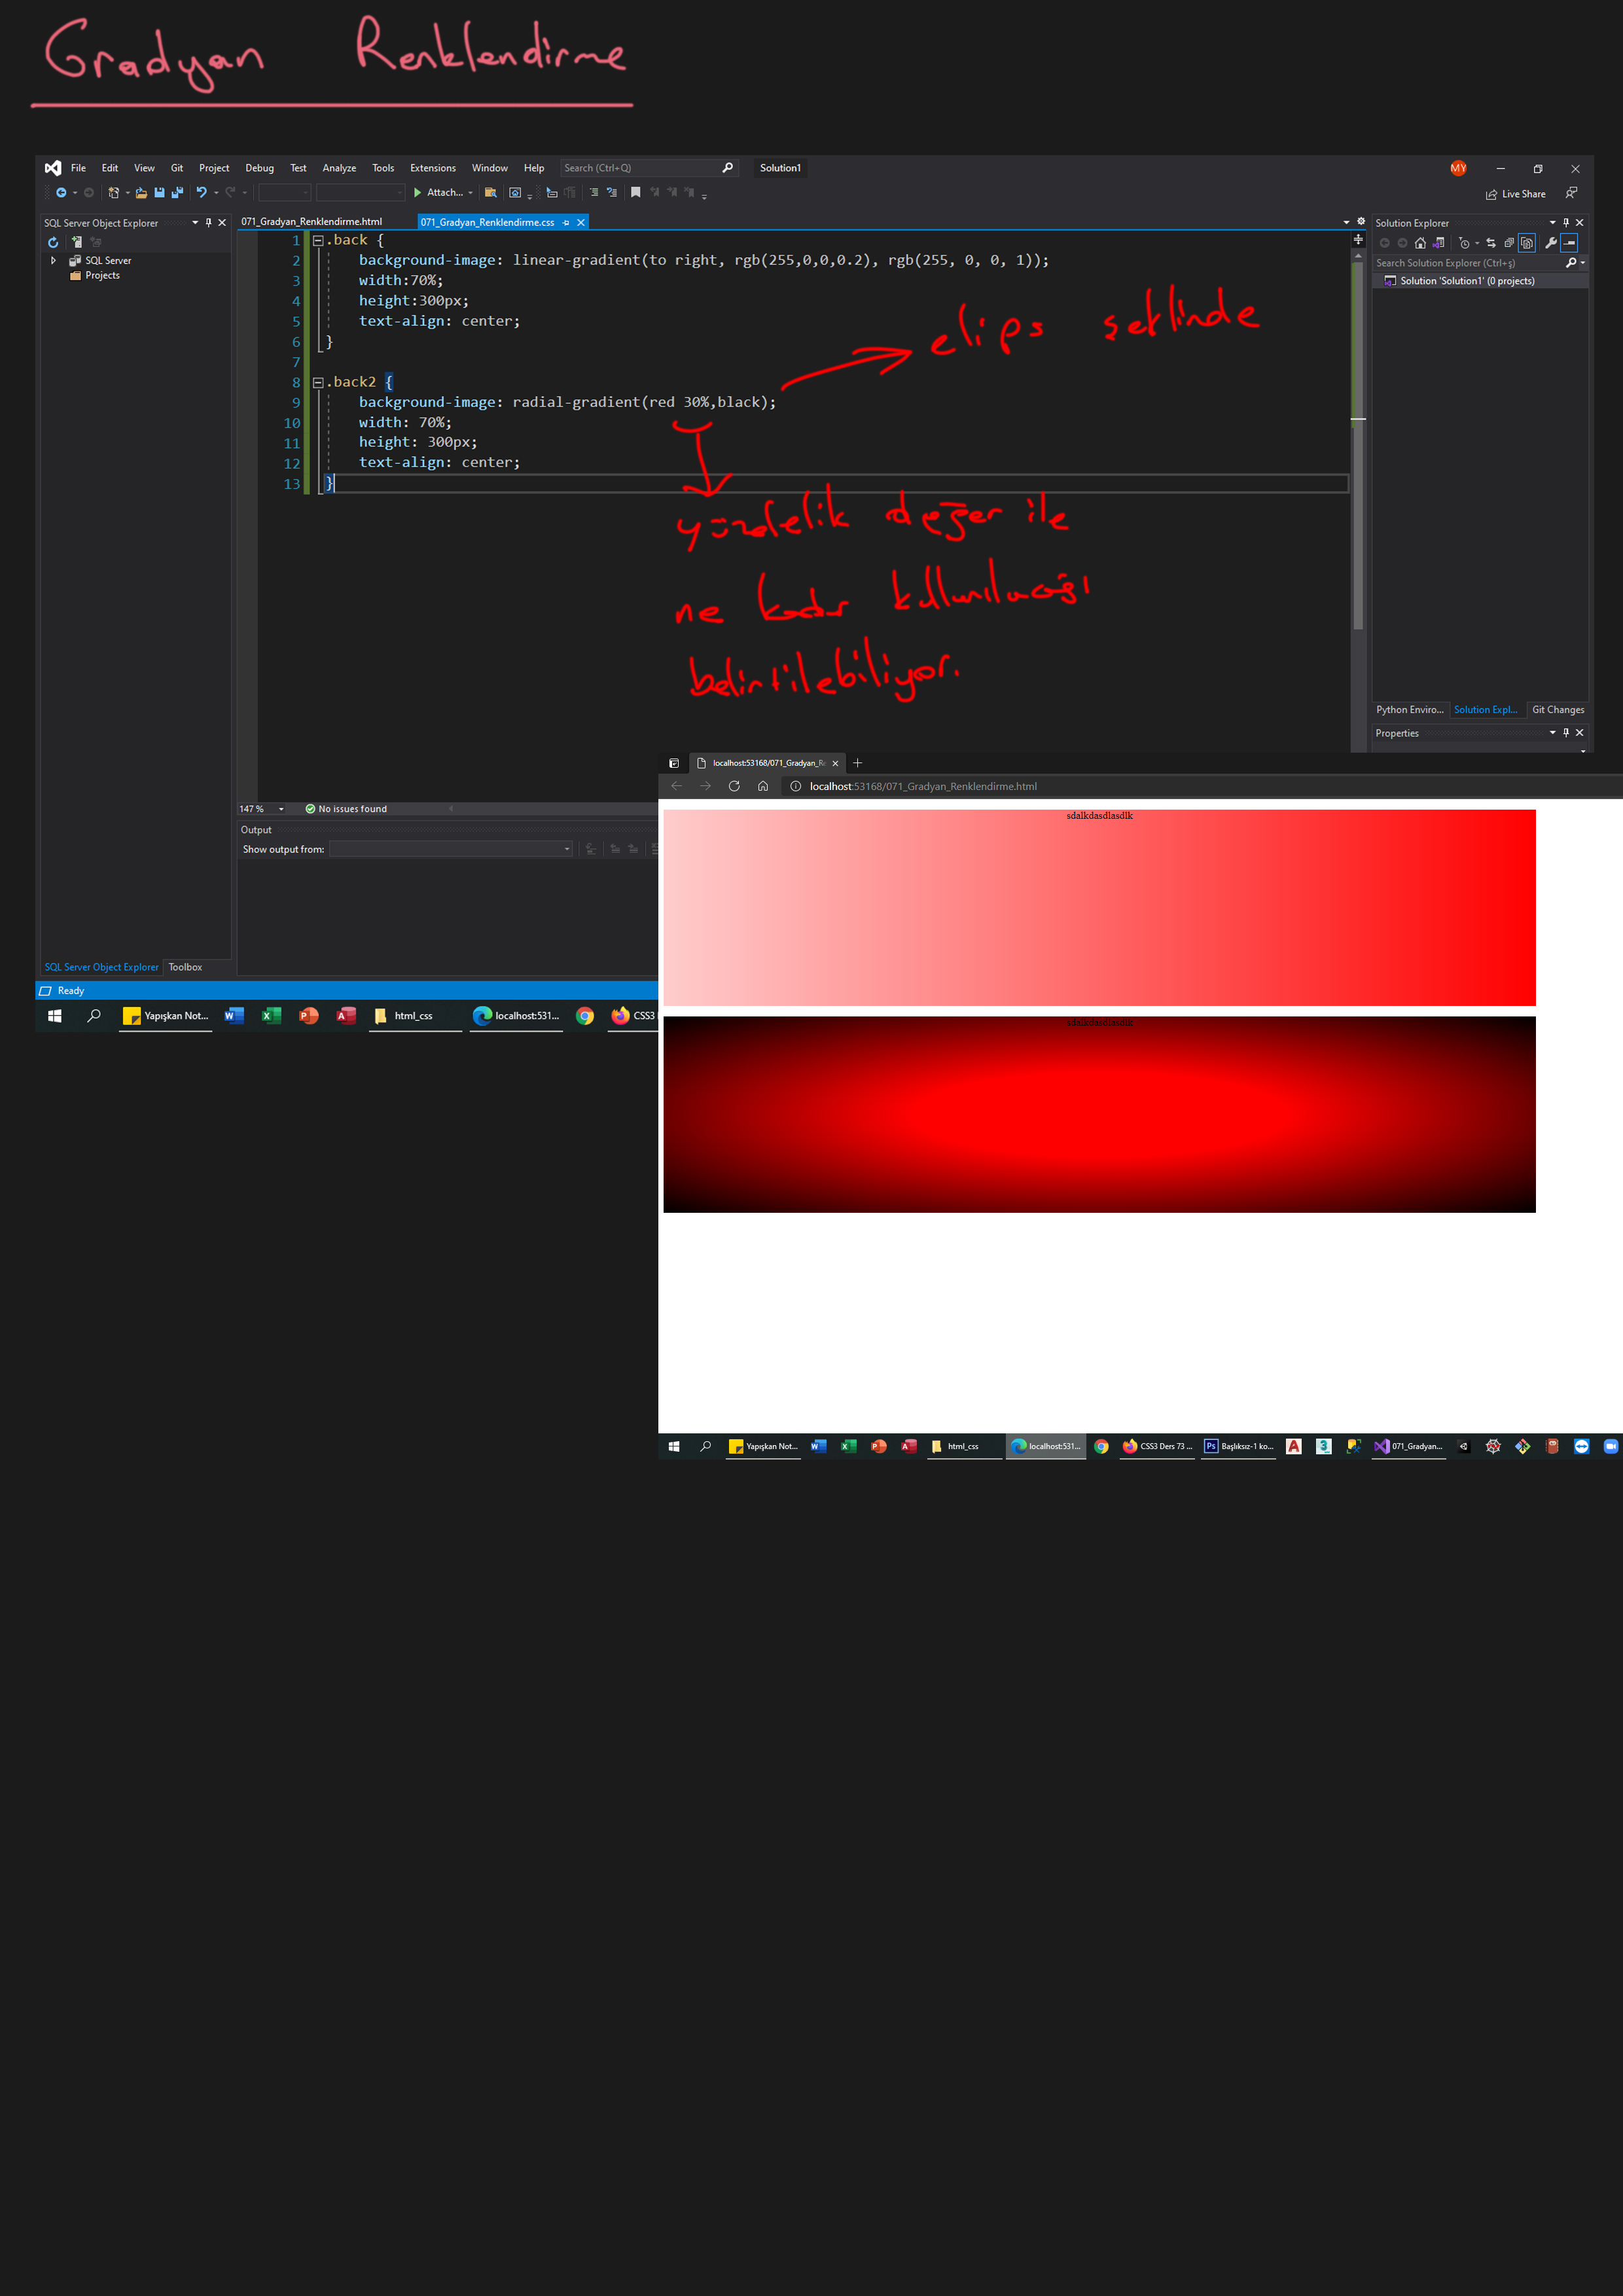 Gradyan Renklendirme
File Edit View Git Project Debug Test Analyze Tools Extensions Window Help Search (Ctrl+Q) Solution1 MY
Attach... Live Share
SQL Server Object Explorer
SQL Server
Projects
071_Gradyan_Renklendirme.html 071_Gradyan_Renklendirme.css
1 .back {
2 background-image: linear-gradient(to right, rgb(255,0,0,0.2), rgb(255, 0, 0, 1));
3 width:70%;
4 height:300px;
5 text-align: center;
6 }
7
8 .back2 {
9 background-image: radial-gradient(red 30%,black);
10 width: 70%;
11 height: 300px;
12 text-align: center;
13 }
elips şeklinde
yüzdelik değer ile
ne kadar kullanılacağı
belirtilebiliyor.
Solution Explorer
Search Solution Explorer (Ctrl+ş)
Solution 'Solution1' (0 projects)
Python Enviro... Solution Expl... Git Changes
Properties
147 % No issues found
Output
Show output from:
SQL Server Object Explorer Toolbox
Ready
Yapışkan Not... html_css localhost:531... CSS3
localhost:53168/071_Gradyan_Re
localhost:53168/071_Gradyan_Renklendirme.html
sdalkdasdlasdlk
sdalkdasdlasdlk
Yapışkan Not... html_css localhost:531... CSS3 Ders 73 ... Başlıksız-1 ko... 071_Gradyan...